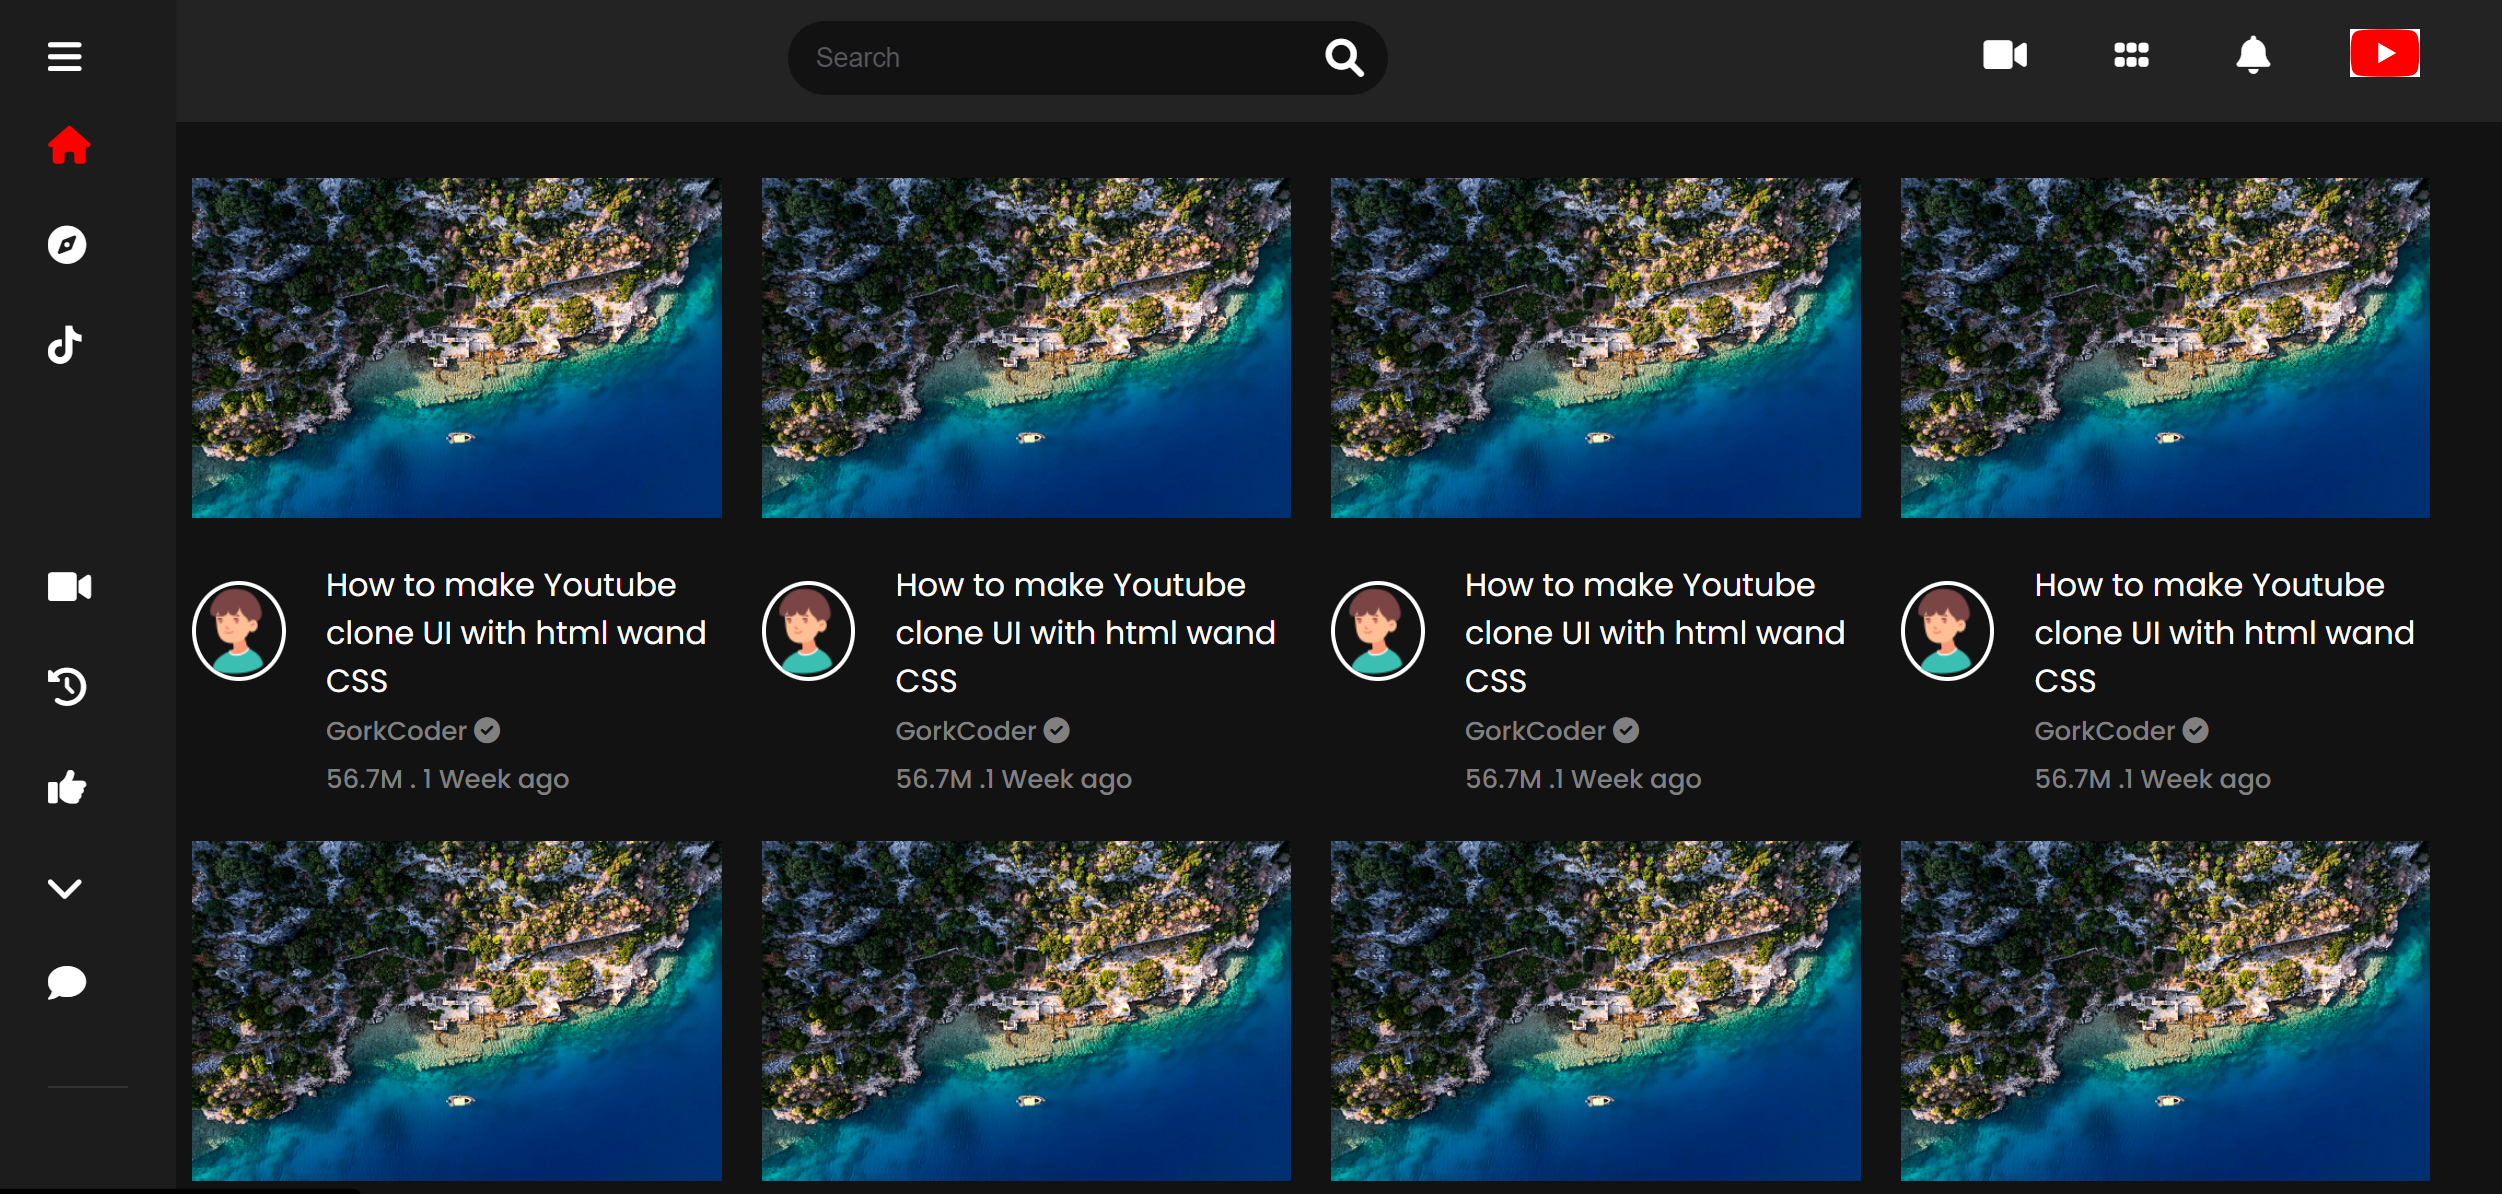 Search
How to make Youtube
clone UI with html wand
CSS
GorkCoder
56.7M . 1 Week ago
How to make Youtube
clone UI with html wand
CSS
GorkCoder
56.7M .1 Week ago
How to make Youtube
clone UI with html wand
CSS
GorkCoder
56.7M .1 Week ago
How to make Youtube
clone UI with html wand
CSS
GorkCoder
56.7M .1 Week ago